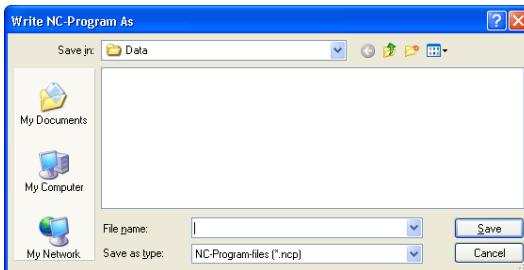 Write NC-Program As
Save in: Data
My Documents
My Computer
My Network
File name: Save
Save as type: NC-Program-files (*.ncp) Cancel